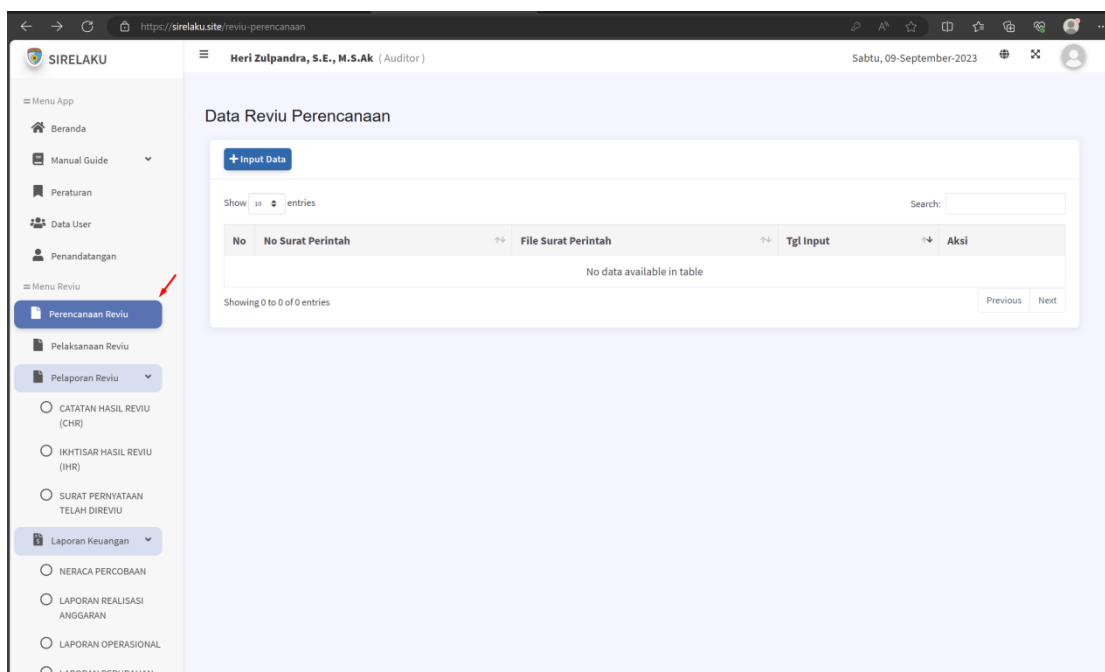 https://sirelaku.site/reviu-perencanaan
SIRELAKU
Heri Zulpandra, S.E., M.S.Ak (Auditor)
Sabtu, 09-September-2023
Menu App
Beranda
Manual Guide
Peraturan
Data User
Penandatangan
Menu Reviu
Perencanaan Reviu
Pelaksanaan Reviu
Pelaporan Reviu
CATATAN HASIL REVIU
(CHR)
IKHTISAR HASIL REVIU
(IHR)
SURAT PERNYATAAN
TELAH DIREVIU
Laporan Keuangan
NERACA PERCOBAAN
LAPORAN REALISASI
ANGGARAN
LAPORAN OPERASIONAL
Data Reviu Perencanaan
+ Input Data
Show 10 entries
Search:
No No Surat Perintah File Surat Perintah Tgl Input Aksi
No data available in table
Showing 0 to 0 of 0 entries
Previous Next